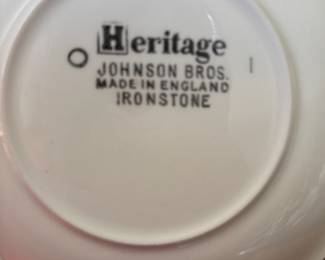 Heritage
JOHNSON BROS.
MADE IN ENGLAND
IRONSTONE